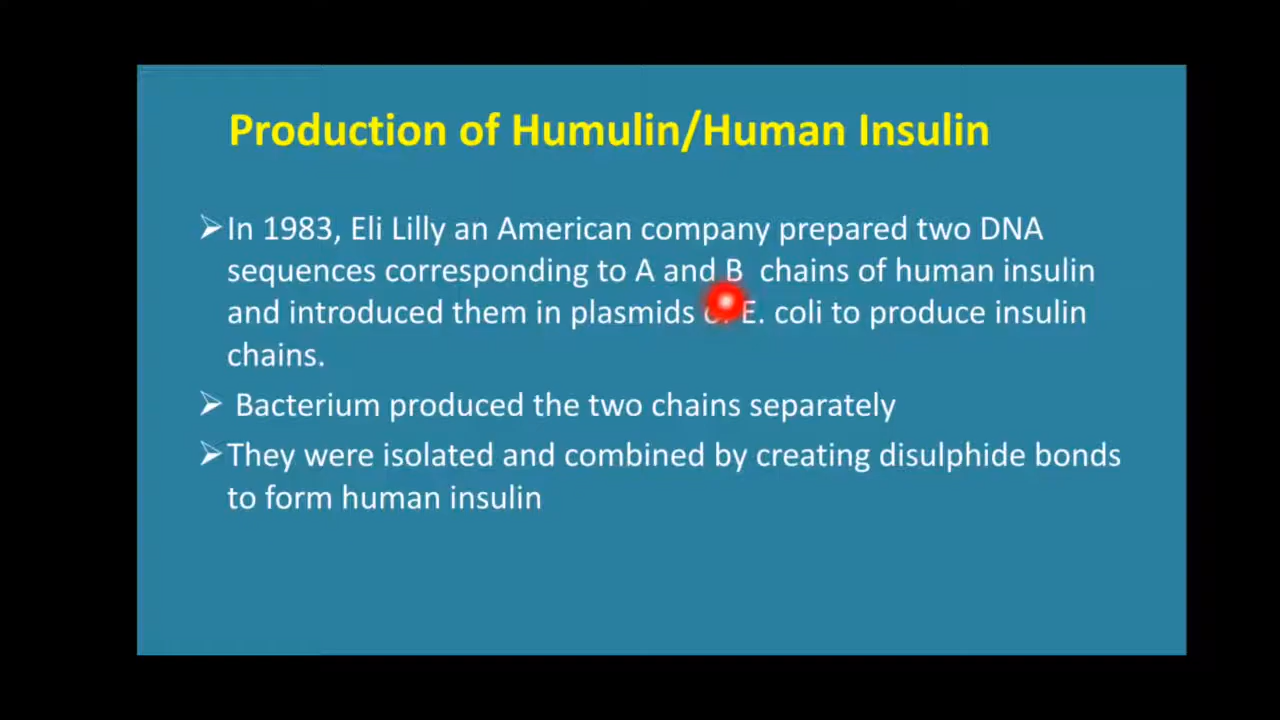 Production of Humulin/Human Insulin
➢In 1983, Eli Lilly an American company prepared two DNA
sequences corresponding to A and B chains of human insulin
and introduced them in plasmids E. coli to produce insulin
chains.
➢ Bacterium produced the two chains separately
➢They were isolated and combined by creating disulphide bonds
to form human insulin